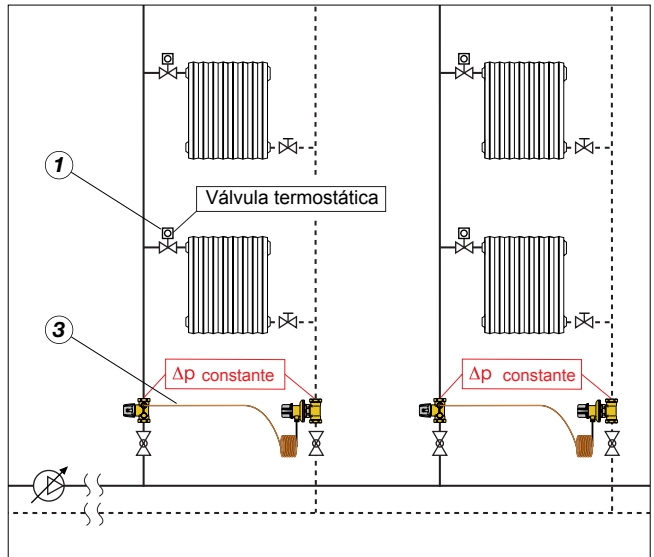 1
Válvula termostática
3
Δp constante
Δp constante